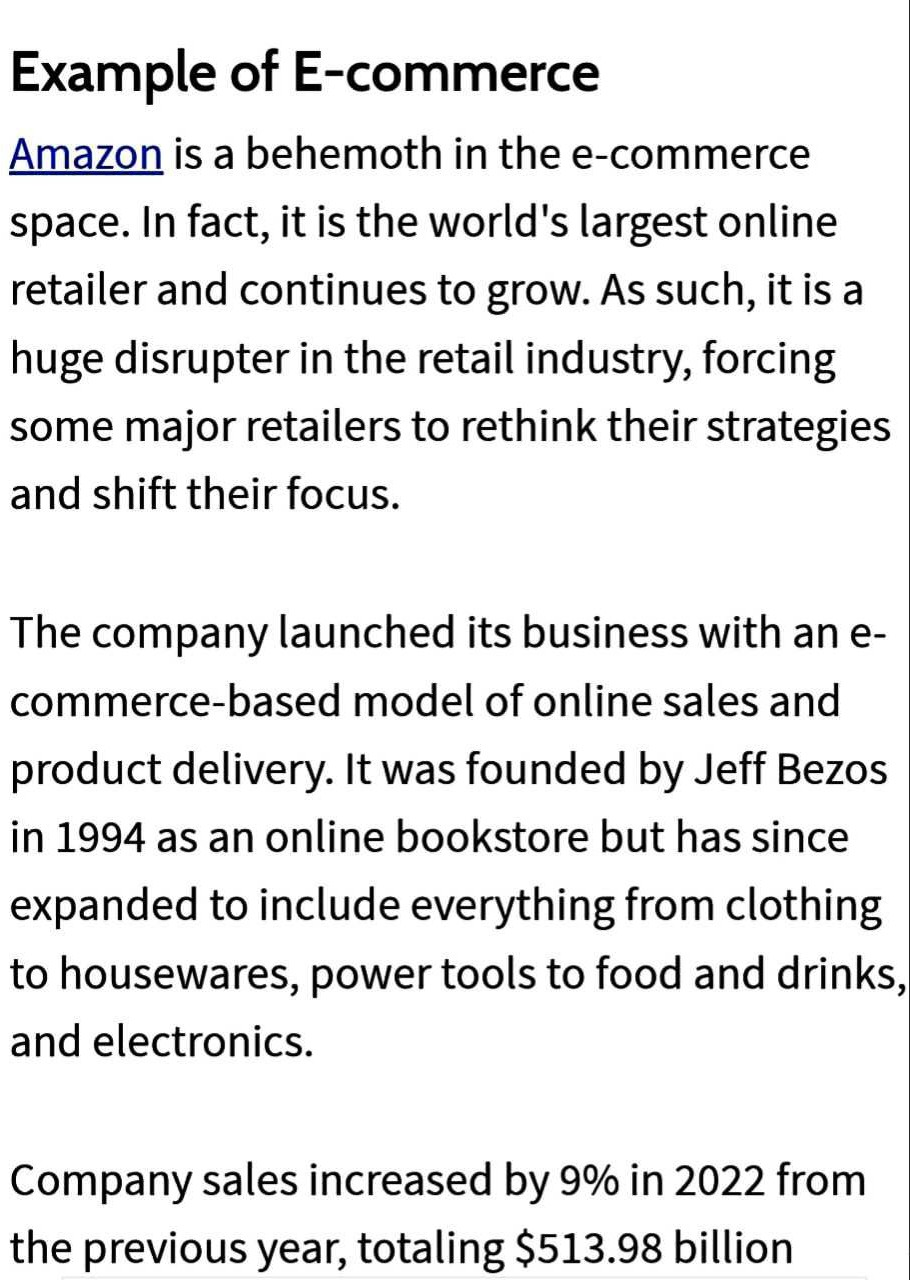 Example of E-commerce
Amazon is a behemoth in the e-commerce
space. In fact, it is the world's largest online
retailer and continues to grow. As such, it is a
huge disrupter in the retail industry, forcing
some major retailers to rethink their strategies
and shift their focus.
The company launched its business with an e-
commerce-based model of online sales and
product delivery. It was founded by Jeff Bezos
in 1994 as an online bookstore but has since
expanded to include everything from clothing
to housewares, power tools to food and drinks,
and electronics.
Company sales increased by 9% in 2022 from
the previous year, totaling $513.98 billion